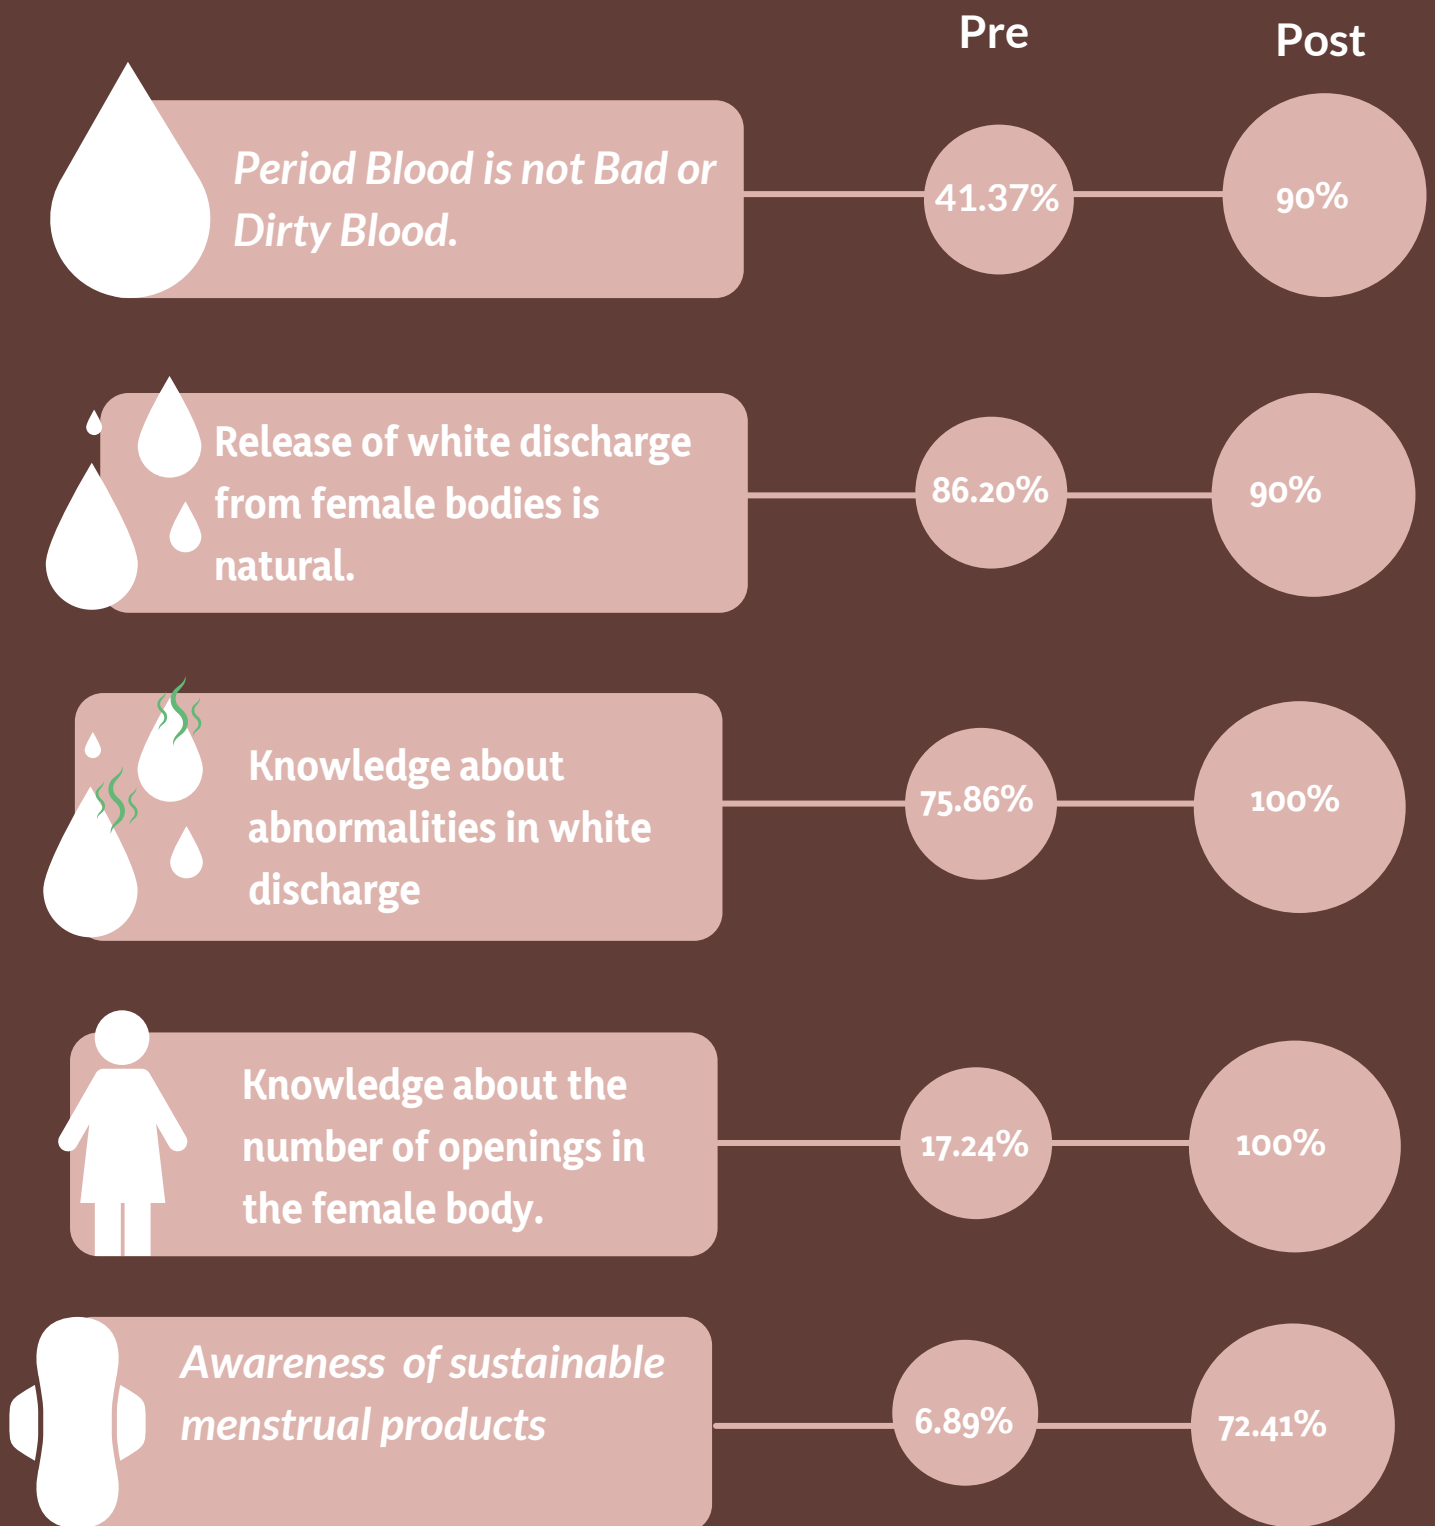 Pre
Post
Period Blood is not Bad or
Dirty Blood.
41.37%
90%
Release of white discharge
from female bodies is
natural.
86.20%
90%
Knowledge about
abnormalities in white
discharge
75.86%
100%
Knowledge about the
number of openings in
the female body.
17.24%
100%
Awareness of sustainable
menstrual products
6.89%
72.41%